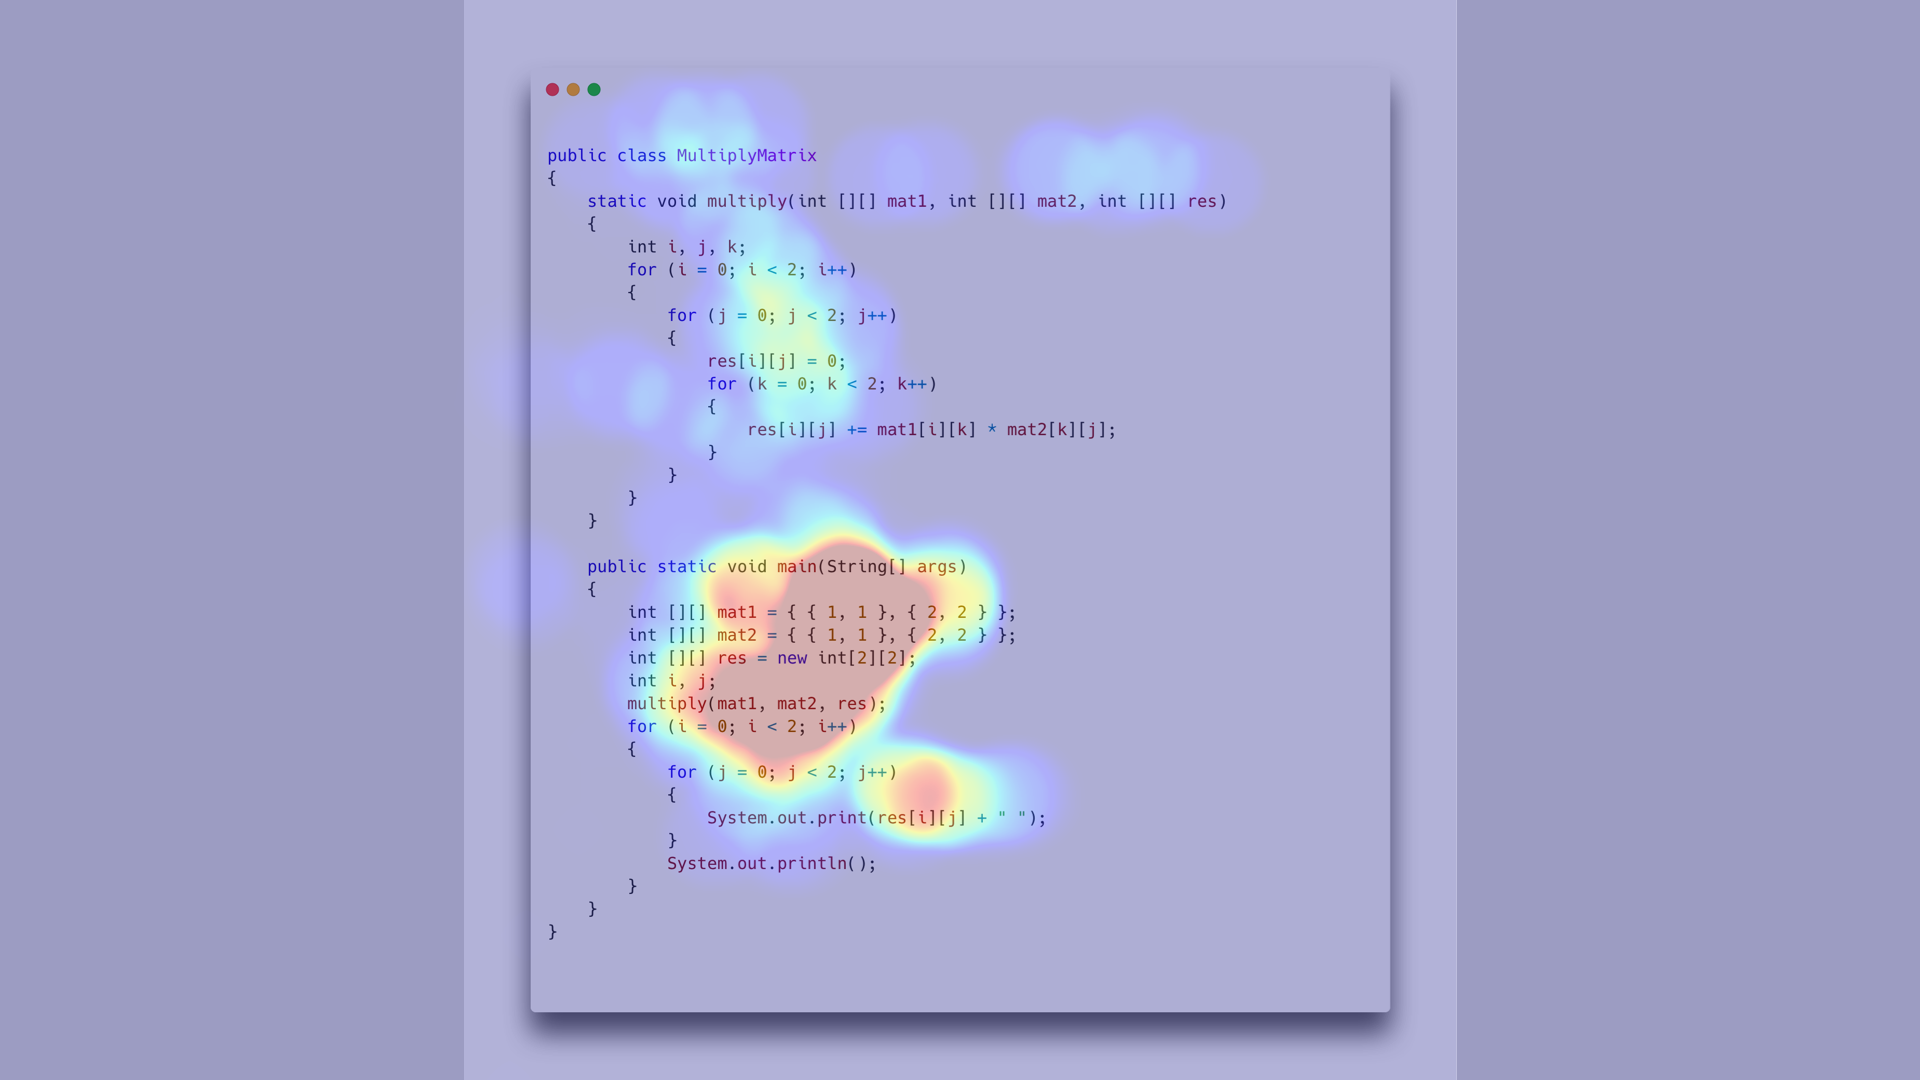 public class MultiplyMatrix
{
    static void multiply(int [][] mat1, int [][] mat2, int [][] res)
    {
        int i, j, k;
        for (i = 0; i < 2; i++)
        {
            for (j = 0; j < 2; j++)
            {
                res[i][j] = 0;
                for (k = 0; k < 2; k++)
                {
                    res[i][j] += mat1[i][k] * mat2[k][j];
                }
            }
        }
    }
    public static void main(String[] args)
    {
        int [][] mat1 = { { 1, 1 }, { 2, 2 } };
        int [][] mat2 = { { 1, 1 }, { 2, 2 } };
        int [][] res = new int[2][2];
        int i, j;
        multiply(mat1, mat2, res);
        for (i = 0; i < 2; i++)
        {
            for (j = 0; j < 2; j++)
            {
                System.out.print(res[i][j] + " ");
            }
            System.out.println();
        }
    }
}